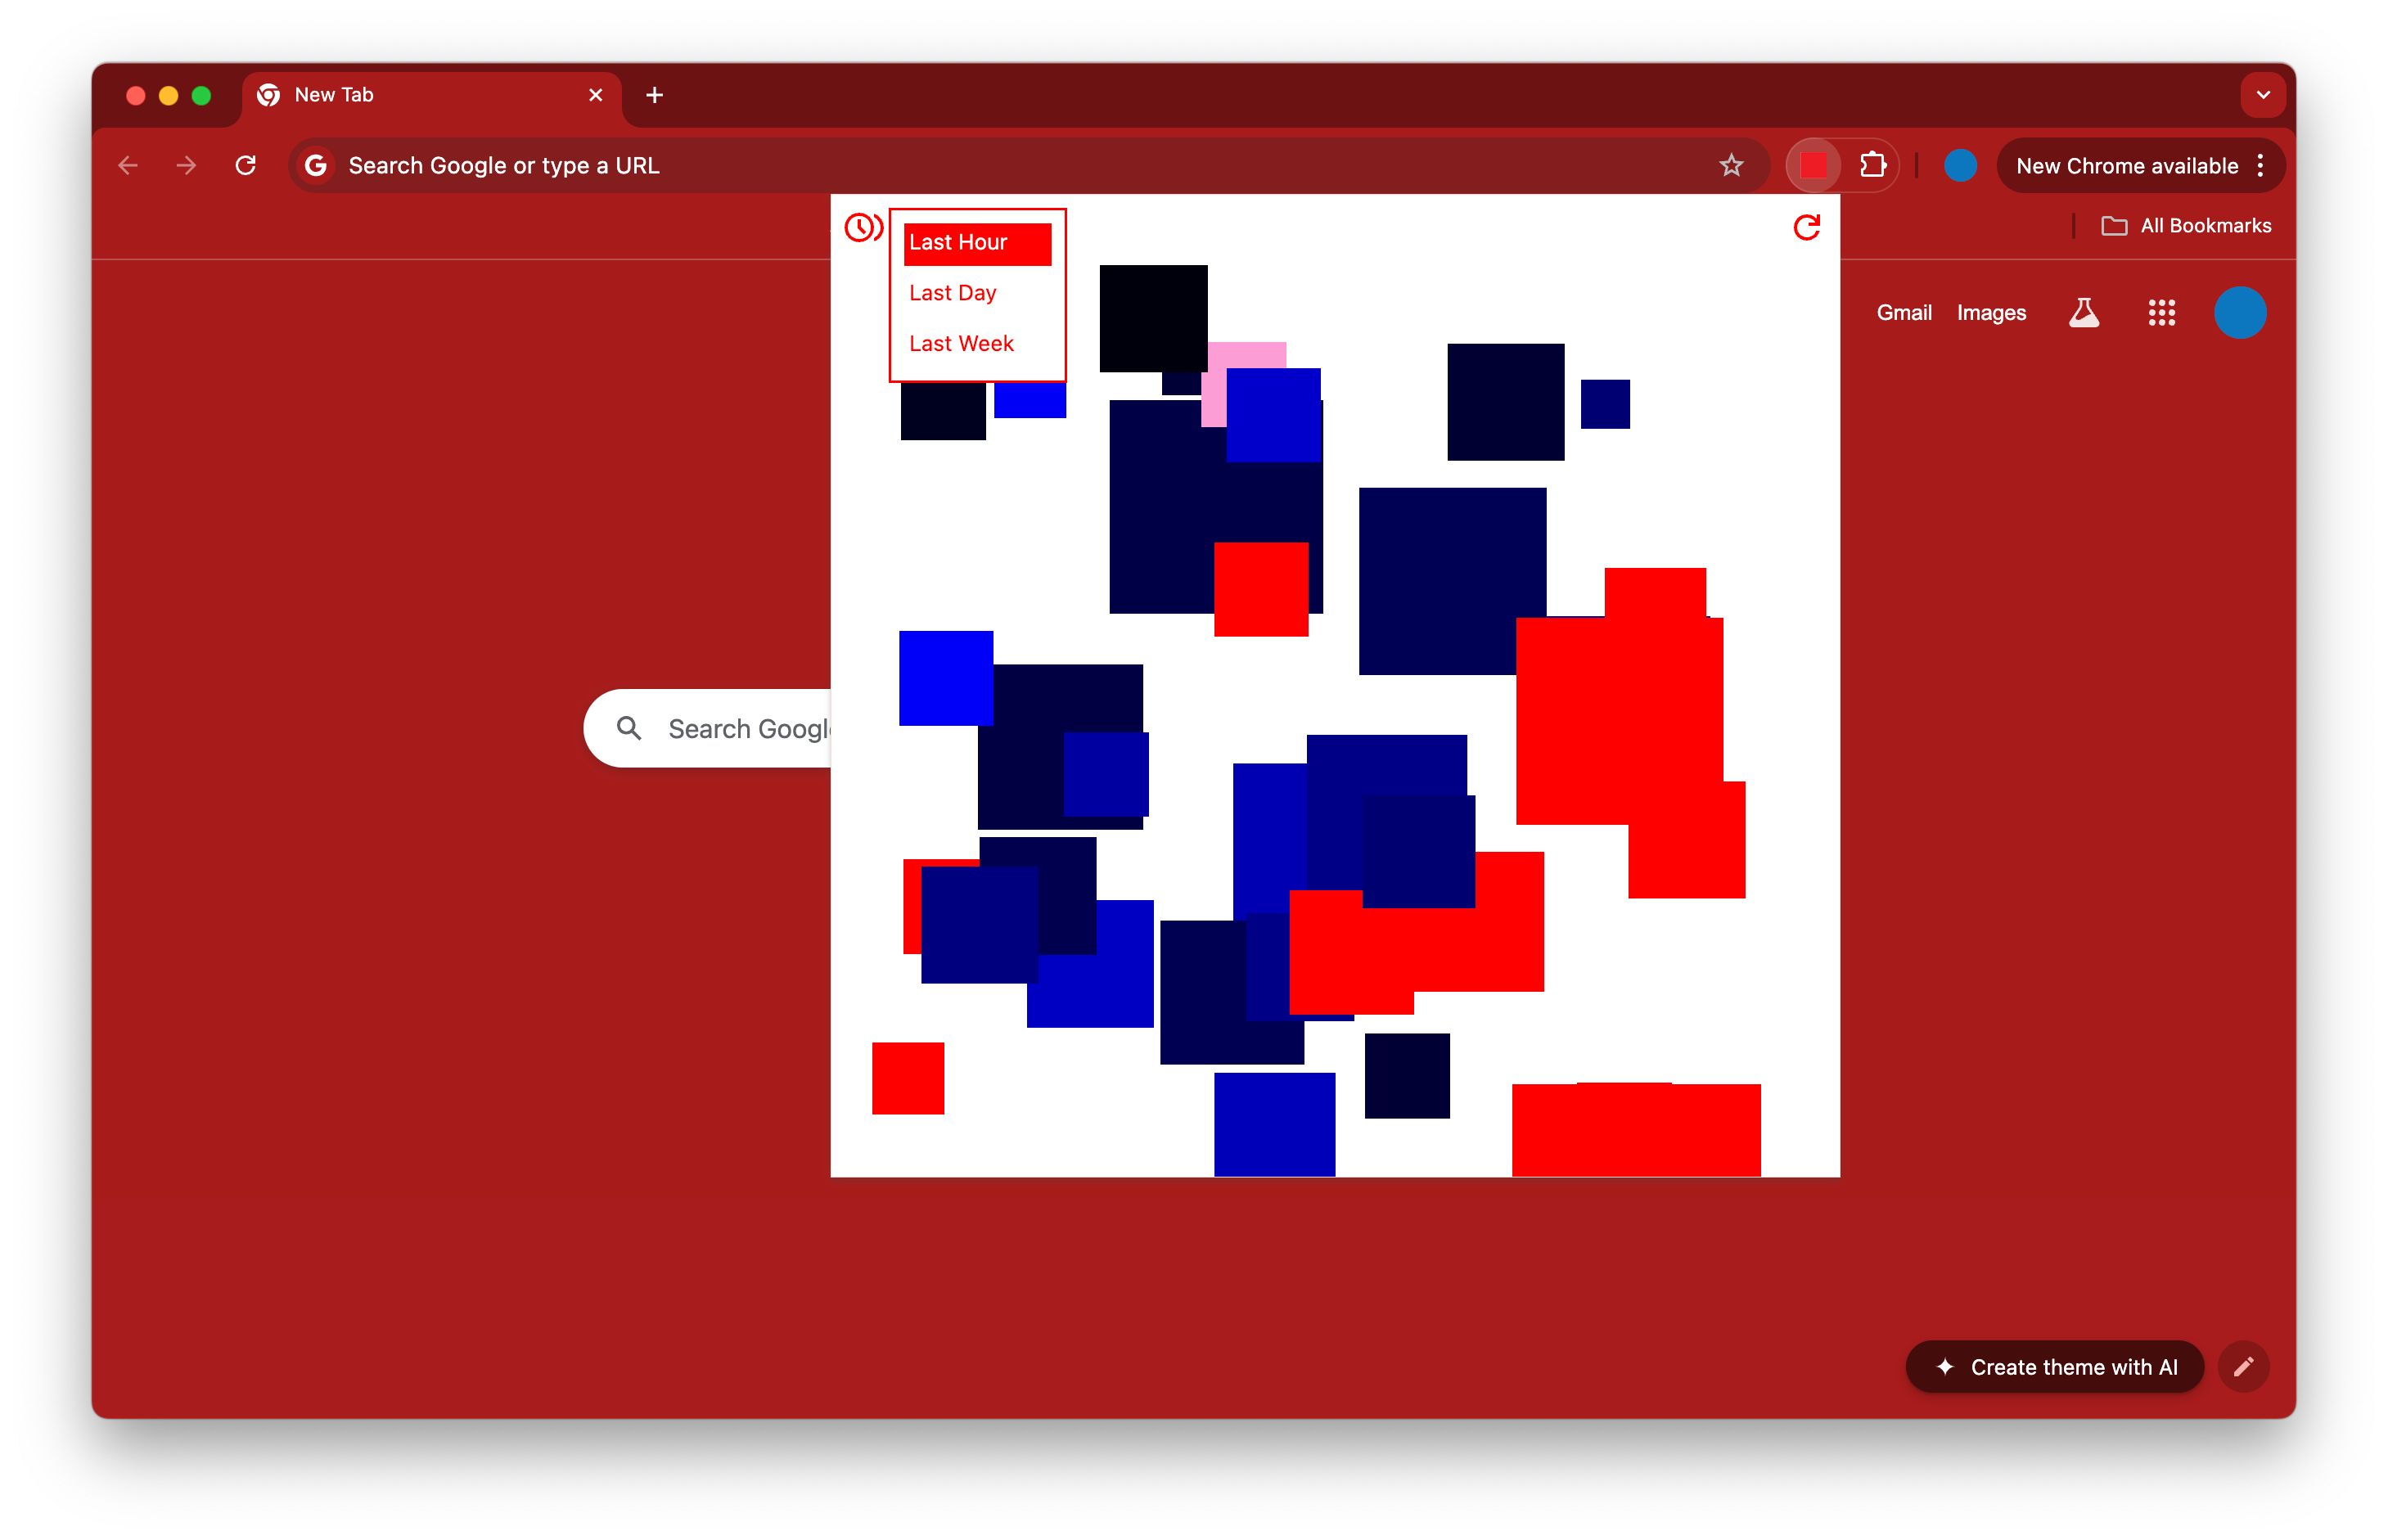 New Tab
Search Google or type a URL
New Chrome available
All Bookmarks
Last Hour
Last Day
Last Week
Gmail Images
Search Google
Create theme with AI